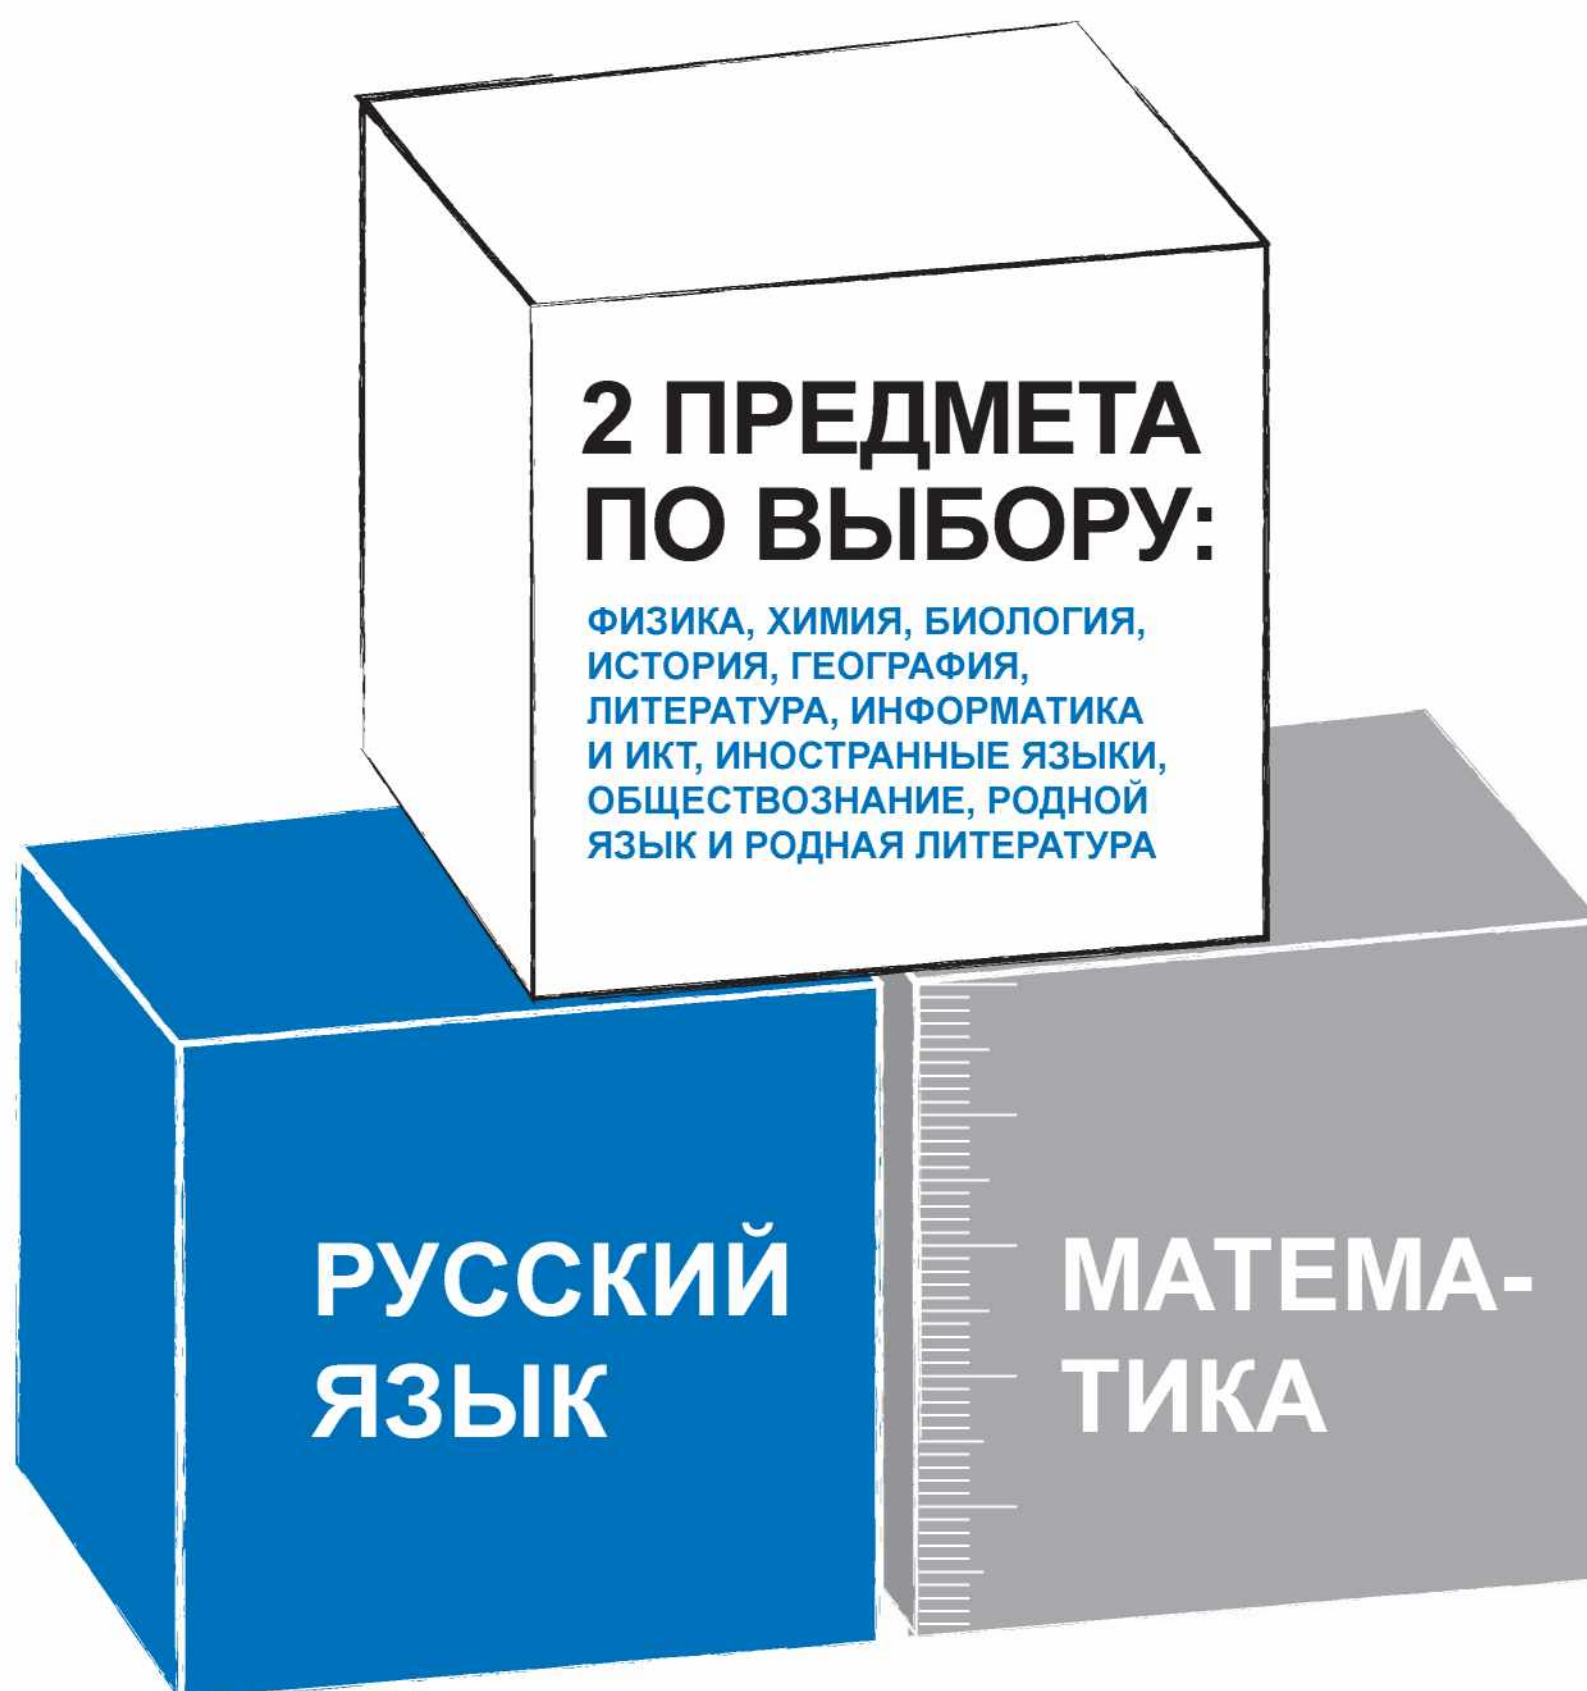 2 ПРЕДМЕТА
ПО ВЫБОРУ:
ФИЗИКА, ХИМИЯ, БИОЛОГИЯ,
ИСТОРИЯ, ГЕОГРАФИЯ,
ЛИТЕРАТУРА, ИНФОРМАТИКА
И ИКТ, ИНОСТРАННЫЕ ЯЗЫКИ,
ОБЩЕСТВОЗНАНИЕ, РОДНОЙ
ЯЗЫК И РОДНАЯ ЛИТЕРАТУРА
РУССКИЙ
ЯЗЫК
МАТЕМА-
ТИКА